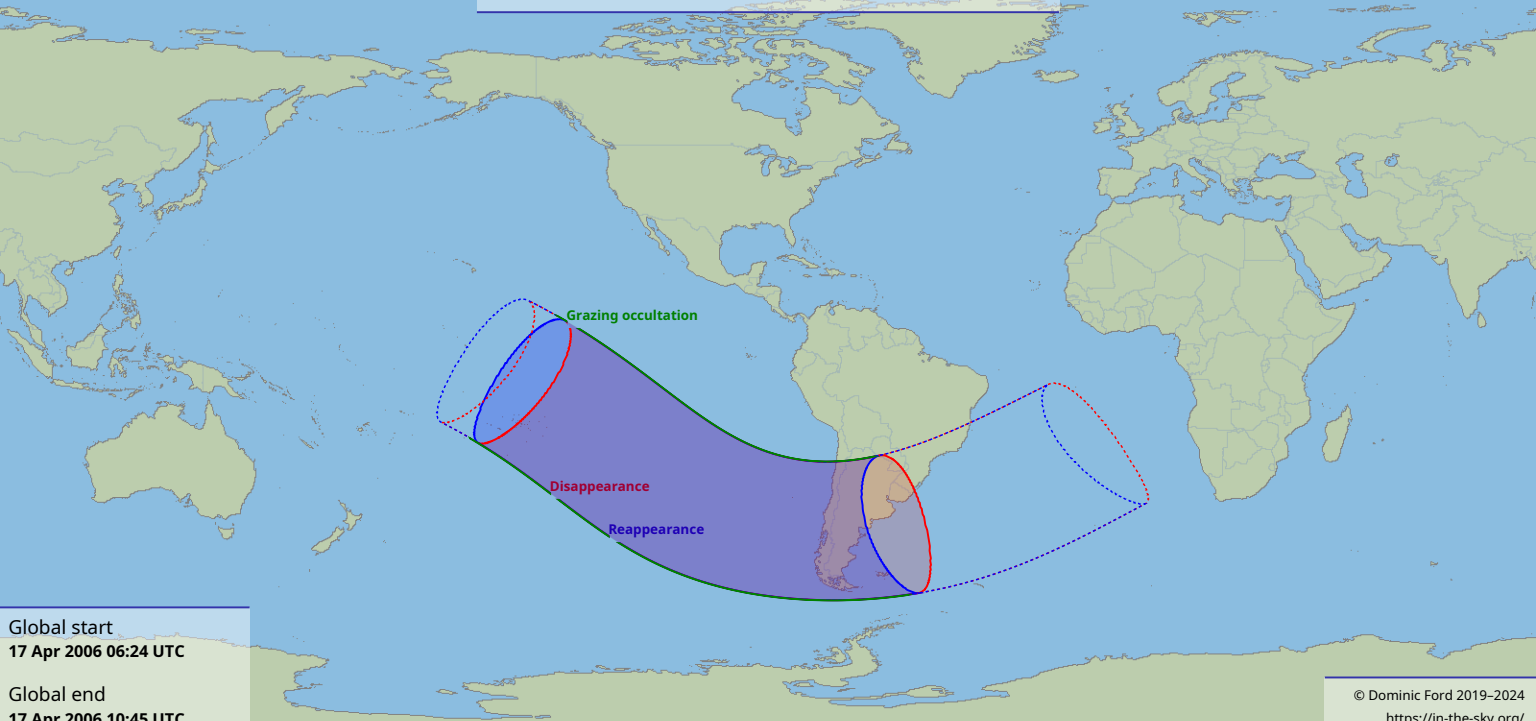 Grazing occultation
Disappearance
Reappearance
Global start
17 Apr 2006 06:24 UTC
Global end
17 Apr 2006 10:45 UTC
© Dominic Ford 2019–2024
https://in-the-sky.org/